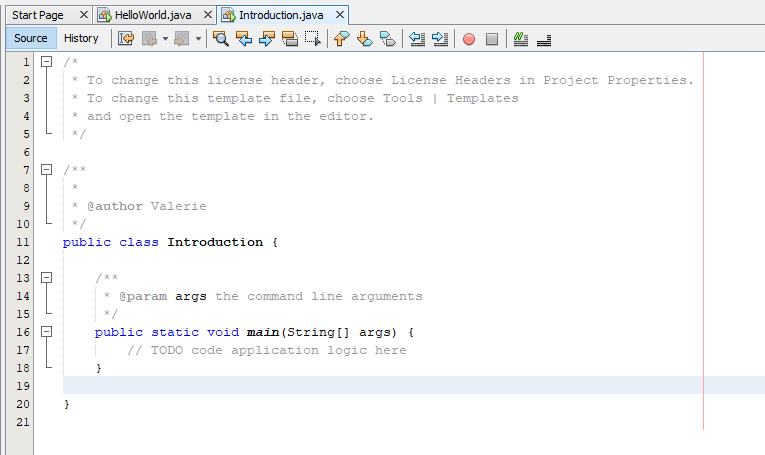 Start Page HelloWorld.java Introduction.java
Source History
1 /*
2 * To change this license header, choose License Headers in Project Properties.
3 * To change this template file, choose Tools | Templates
4 * and open the template in the editor.
5 */
6
7 /**
8 *
9 * @author Valerie
10 */
11 public class Introduction {
12
13 /**
14 * @param args the command line arguments
15 */
16 public static void main(String[] args) {
17 // TODO code application logic here
18 }
19
20 }
21